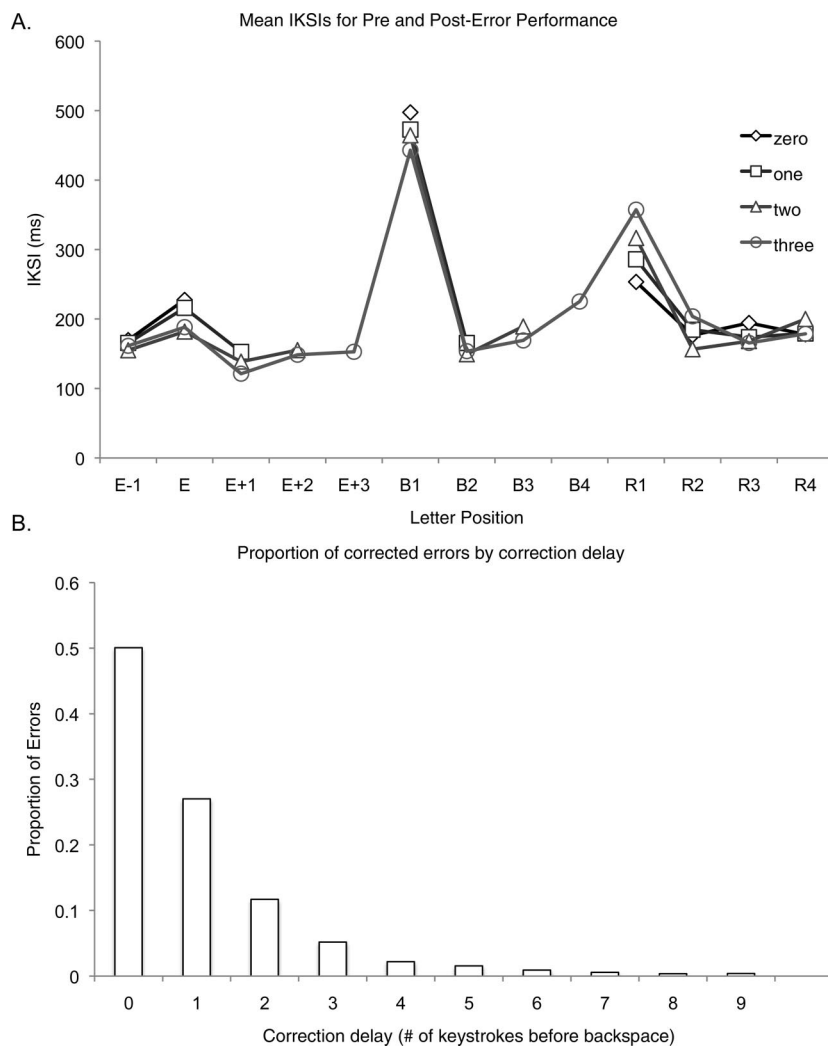 A.
Mean IKSIs for Pre and Post-Error Performance
600
500
400
300
200
100
0
IKSI (ms)
zero
one
two
three
E-1 E E+1 E+2 E+3 B1 B2 B3 B4 R1 R2 R3 R4
Letter Position
B.
Proportion of corrected errors by correction delay
0.6
0.5
0.4
0.3
0.2
0.1
0
Proportion of Errors
0 1 2 3 4 5 6 7 8 9
Correction delay (# of keystrokes before backspace)